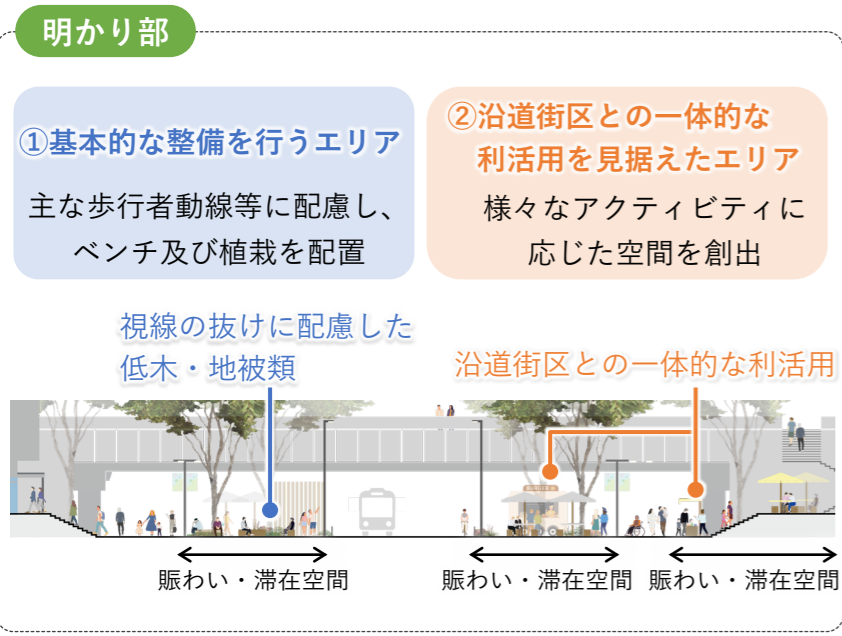 明かり部
①基本的な整備を行うエリア
主な歩行者動線等に配慮し、
ベンチ及び植栽を配置
②沿道街区との一体的な
利活用を見据えたエリア
様々なアクティビティに
応じた空間を創出
視線の抜けに配慮した
低木・地被類
沿道街区との一体的な利活用
賑わい・滞在空間
賑わい・滞在空間
賑わい・滞在空間